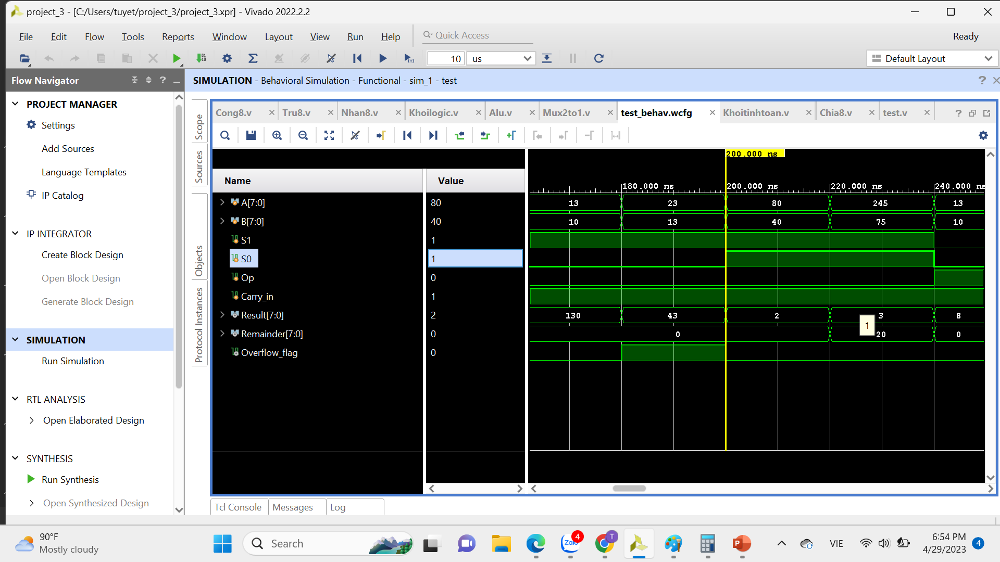 project_3 - [C:/Users/tuyet/project_3/project_3.xpr] - Vivado 2022.2.2
File Edit Flow Tools Reports Window Layout View Run Help
Quick Access
Ready
10 us
Default Layout
Flow Navigator
SIMULATION - Behavioral Simulation - Functional - sim_1 - test
PROJECT MANAGER
Settings
Add Sources
Language Templates
IP Catalog
IP INTEGRATOR
Create Block Design
Open Block Design
Generate Block Design
SIMULATION
Run Simulation
RTL ANALYSIS
Open Elaborated Design
SYNTHESIS
Run Synthesis
Open Synthesized Design
Scope
Sources
Objects
Protocol Instances
Cong8.v Tru8.v Nhan8.v Khoilogic.v Alu.v Mux2to1.v test_behav.wcfg Khoitinhtoan.v Chia8.v test.v
200.000 ns
Name Value
180.000 ns 200.000 ns 220.000 ns 240.000 ns
A[7:0] 80 13 23 80 245 13
B[7:0] 40 10 13 40 75 10
S1 1
S0 1
Op 0
Carry_in 1
Result[7:0] 2 130 43 2 3 8
1
Remainder[7:0] 0 0 20 0
Overflow_flag 0
Tcl Console Messages Log
90°F
Mostly cloudy
Search
Zalo
4
T
P
VIE
6:54 PM
4/29/2023
4